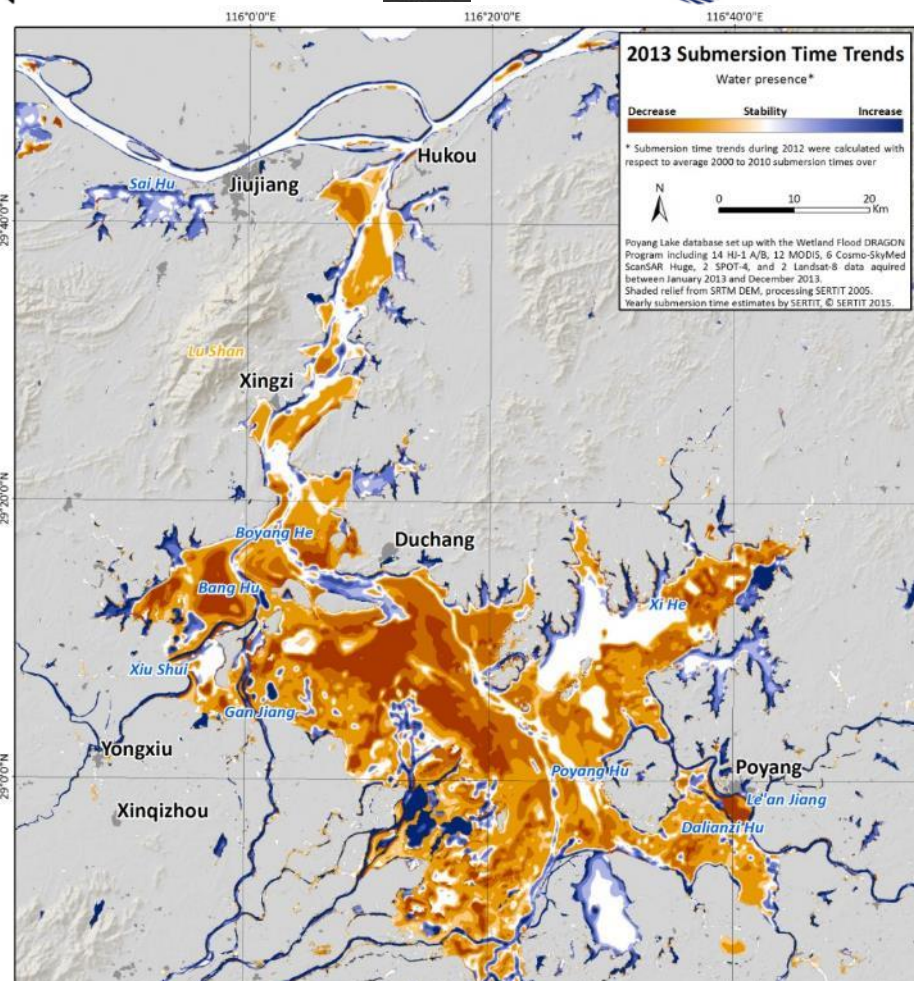 116°0'0"E
116°20'0"E
116°40'0"E
2013 Submersion Time Trends
Water presence*
Decrease Stability Increase
* Submersion time trends during 2012 were calculated with
respect to average 2000 to 2010 submersion times over
N
0 10 20
Km
Poyang Lake database set up with the Wetland Flood DRAGON
Program including 14 HJ-1 A/B, 12 MODIS, 6 Cosmo-SkyMed
ScanSAR Huge, 2 SPOT-4, and 2 Landsat-8 data aquired
between January 2013 and December 2013.
Shaded relief from SRTM DEM, processing SERTIT 2005.
Yearly submersion time estimates by SERTIT, © SERTIT 2015.
Hukou
Sai Hu
Jiujiang
29°40'0"N
Lu Shan
Xingzi
29°20'0"N
Boyang He
Duchang
Bang Hu
Xi He
Xiu Shui
Gan Jiang
Yongxiu
29°0'0"N
Poyang Hu
Poyang
Le'an Jiang
Xinqizhou
Dalianzi Hu